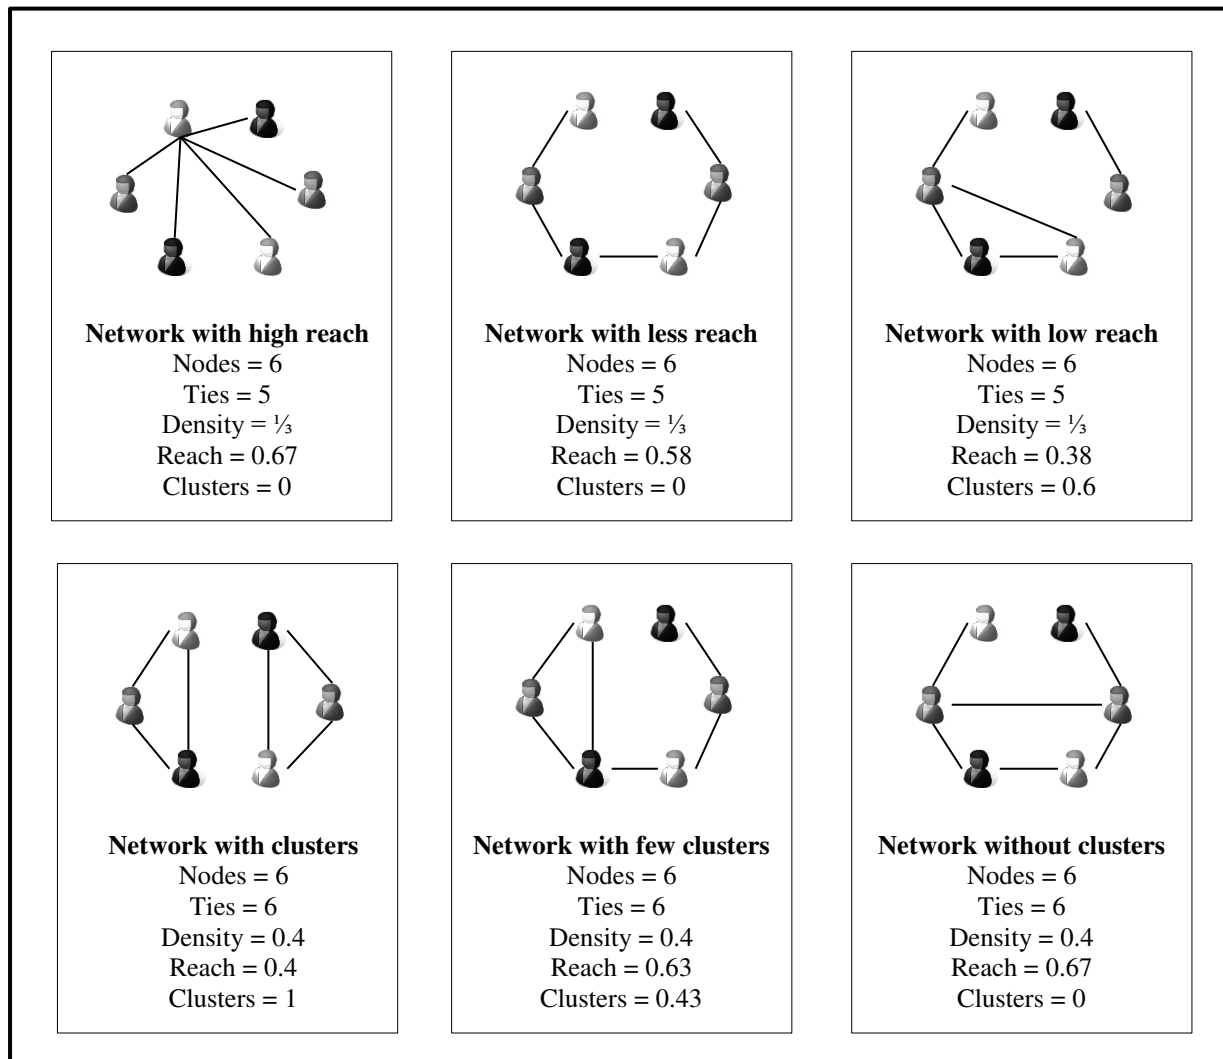 Network with high reach
Nodes = 6
Ties = 5
Density = ⅓
Reach = 0.67
Clusters = 0
Network with less reach
Nodes = 6
Ties = 5
Density = ⅓
Reach = 0.58
Clusters = 0
Network with low reach
Nodes = 6
Ties = 5
Density = ⅓
Reach = 0.38
Clusters = 0.6
Network with clusters
Nodes = 6
Ties = 6
Density = 0.4
Reach = 0.4
Clusters = 1
Network with few clusters
Nodes = 6
Ties = 6
Density = 0.4
Reach = 0.63
Clusters = 0.43
Network without clusters
Nodes = 6
Ties = 6
Density = 0.4
Reach = 0.67
Clusters = 0